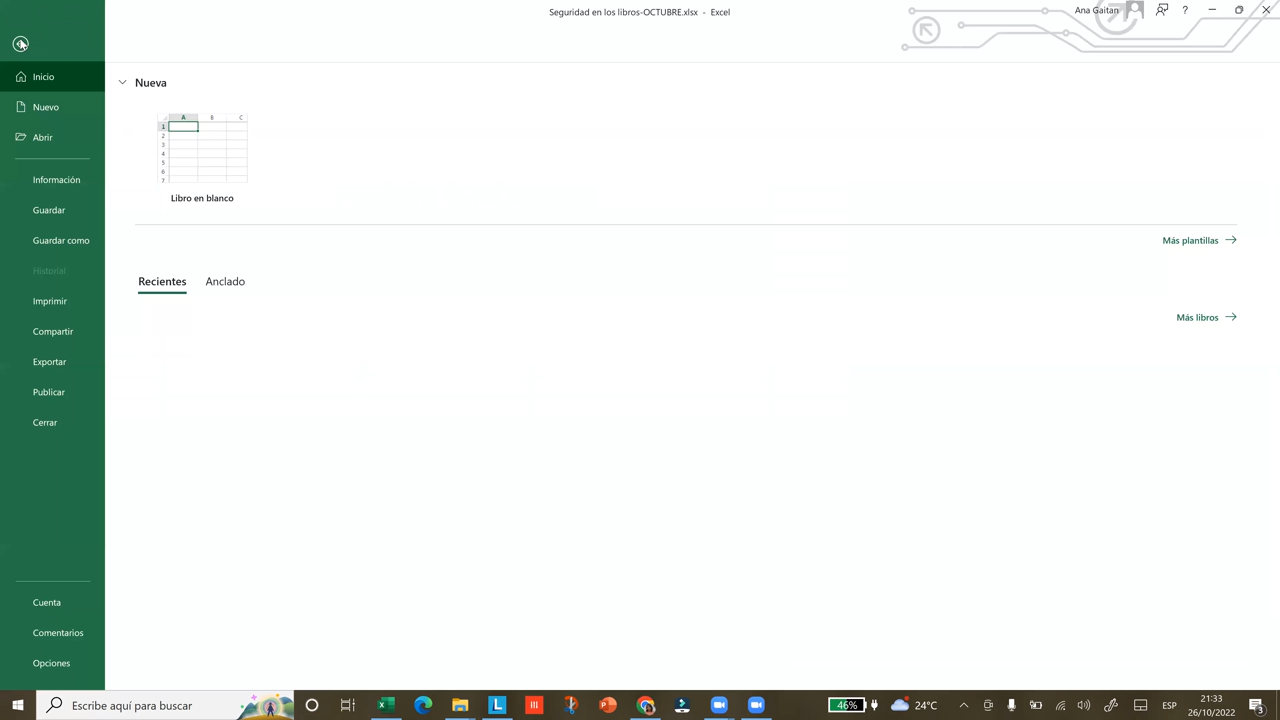 Seguridad en los libros-OCTUBRE.xlsx - Excel
Ana Gaitan
?
Inicio
Nuevo
Abrir
Información
Guardar
Guardar como
Historial
Imprimir
Compartir
Exportar
Publicar
Cerrar
Cuenta
Comentarios
Opciones
Nueva
A B C
1
2
3
4
5
6
7
Libro en blanco
Más plantillas
Recientes Anclado
Más libros
Escribe aquí para buscar
L
46%
24°C
ESP
21:33
26/10/2022
3